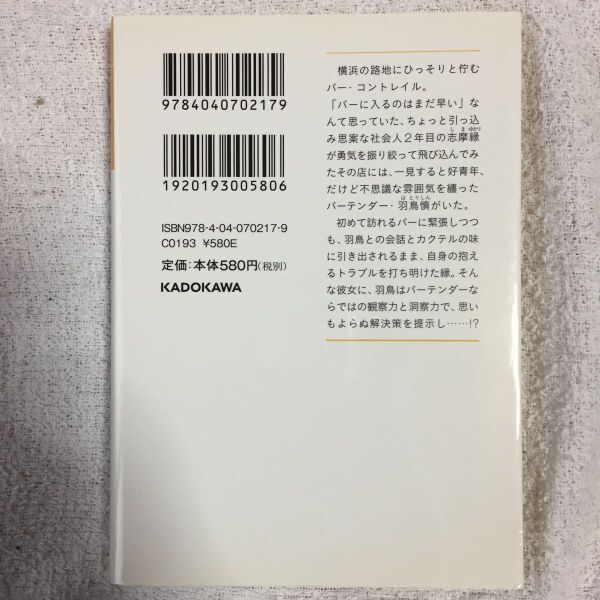 9784040702179
1920193005806
ISBN978-4-04-070217-9
C0193 ¥580E
定価：本体580円(税別)
KADOKAWA
横浜の路地にひっそりと佇む
バー・コントレイル。
「バーに入るのはまだ早い」な
んて思っていた、ちょっと引っ込
み思案な社会人2年目の志摩縁
しま ゆかり
が勇気を振り絞って飛び込んでみ
たその店には、一見すると好青年、
だけど不思議な雰囲気を纏った
バーテンダー・羽鳥慎がいた。
はとりしん
初めて訪れるバーに緊張しつつ
も、羽鳥との会話とカクテルの味
に引き出されるまま、自身の抱え
るトラブルを打ち明けた縁。そん
な彼女に、羽鳥はバーテンダーな
らではの観察力と洞察力で、思い
もよらぬ解決策を提示し……!?